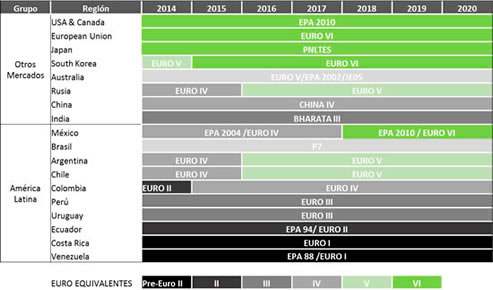 Grupo Región 2014 2015 2016 2017 2018 2019 2020
Otros Mercados
USA & Canada EPA 2010
European Union EURO VI
Japan PNLTES
South Korea EURO V EURO VI
Australia EURO V/EPA 2007/JE05
Rusia EURO IV EURO V
China CHINA IV
India BHARATA III
América Latina
México EPA 2004 /EURO IV EPA 2010 / EURO VI
Brasil P7
Argentina EURO IV EURO V
Chile EURO IV EURO V
Colombia EURO II EURO IV
Perú EURO III
Uruguay EURO III
Ecuador EPA 94/ EURO II
Costa Rica EURO I
Venezuela EPA 88 /EURO I
EURO EQUIVALENTES Pre-Euro II II III IV V VI